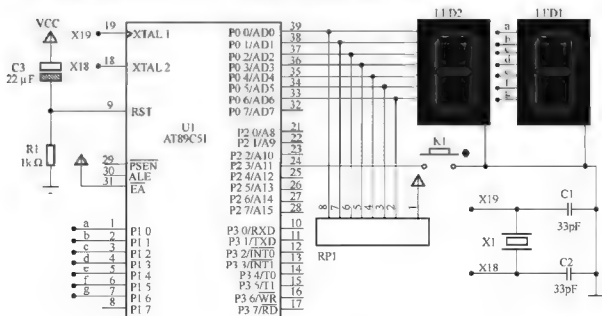 VCC
C3
22 μF
R1
1kΩ
X19
19
XTAL 1
X18
18
XTAL 2
9
RST
U1
AT89C51
29
PSEN
30
ALE
31
EA
a
1
P1 0
b
2
P1 1
c
3
P1 2
d
4
P1 3
e
5
P1 4
f
6
P1 5
g
7
P1 6
8
P1 7
P0 0/AD0
39
P0 1/AD1
38
P0 2/AD2
37
P0 3/AD3
36
P0 4/AD4
35
P0 5/AD5
34
P0 6/AD6
33
P0 7/AD7
32
P2 0/A8
21
P2 1/A9
22
P2 2/A10
23
P2 3/A11
24
P2 4/A12
25
P2 5/A13
26
P2 6/A14
27
P2 7/A15
28
P3 0/RXD
10
P3 1/TXD
11
P3 2/INT0
12
P3 3/INT1
13
P3 4/T0
14
P3 5/T1
15
P3 6/WR
16
P3 7/RD
17
LED2
LED1
a
b
c
d
e
f
g
K1
8
7
6
5
4
3
2
1
RP1
X19
C1
33pF
X1
X18
C2
33pF